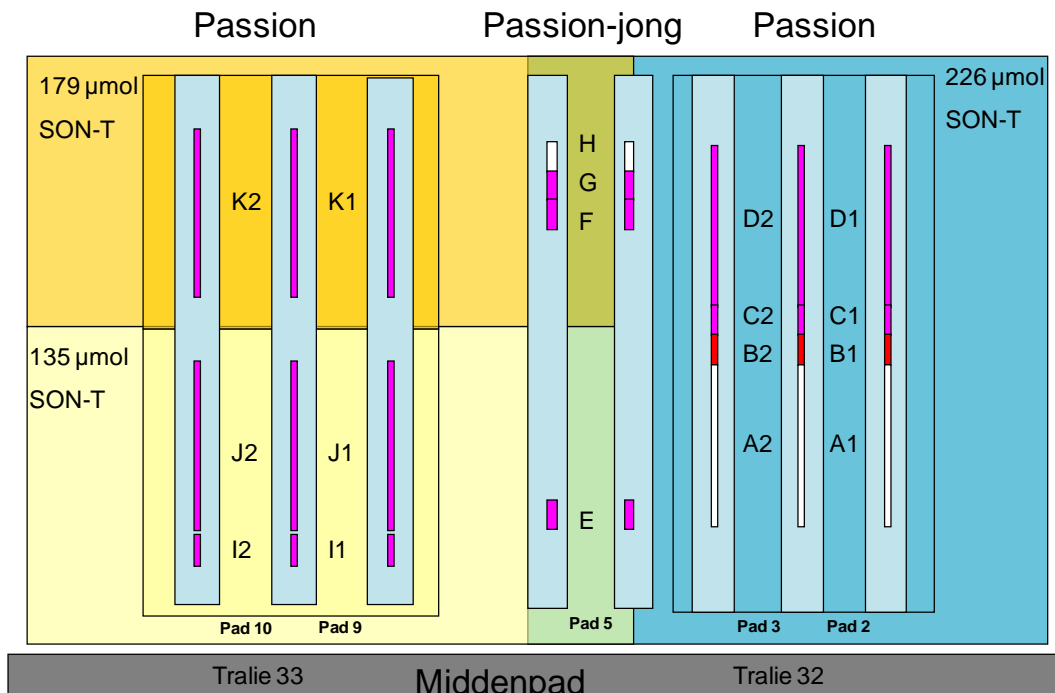 Passion Passion-jong Passion
179 µmol
SON-T
226 µmol
SON-T
H
G
F
K2 K1
D2 D1
C2 C1
B2 B1
135 µmol
SON-T
A2 A1
J2 J1
E
I2 I1
Pad 10 Pad 9 Pad 5 Pad 3 Pad 2
Tralie 33 Middenpad Tralie 32